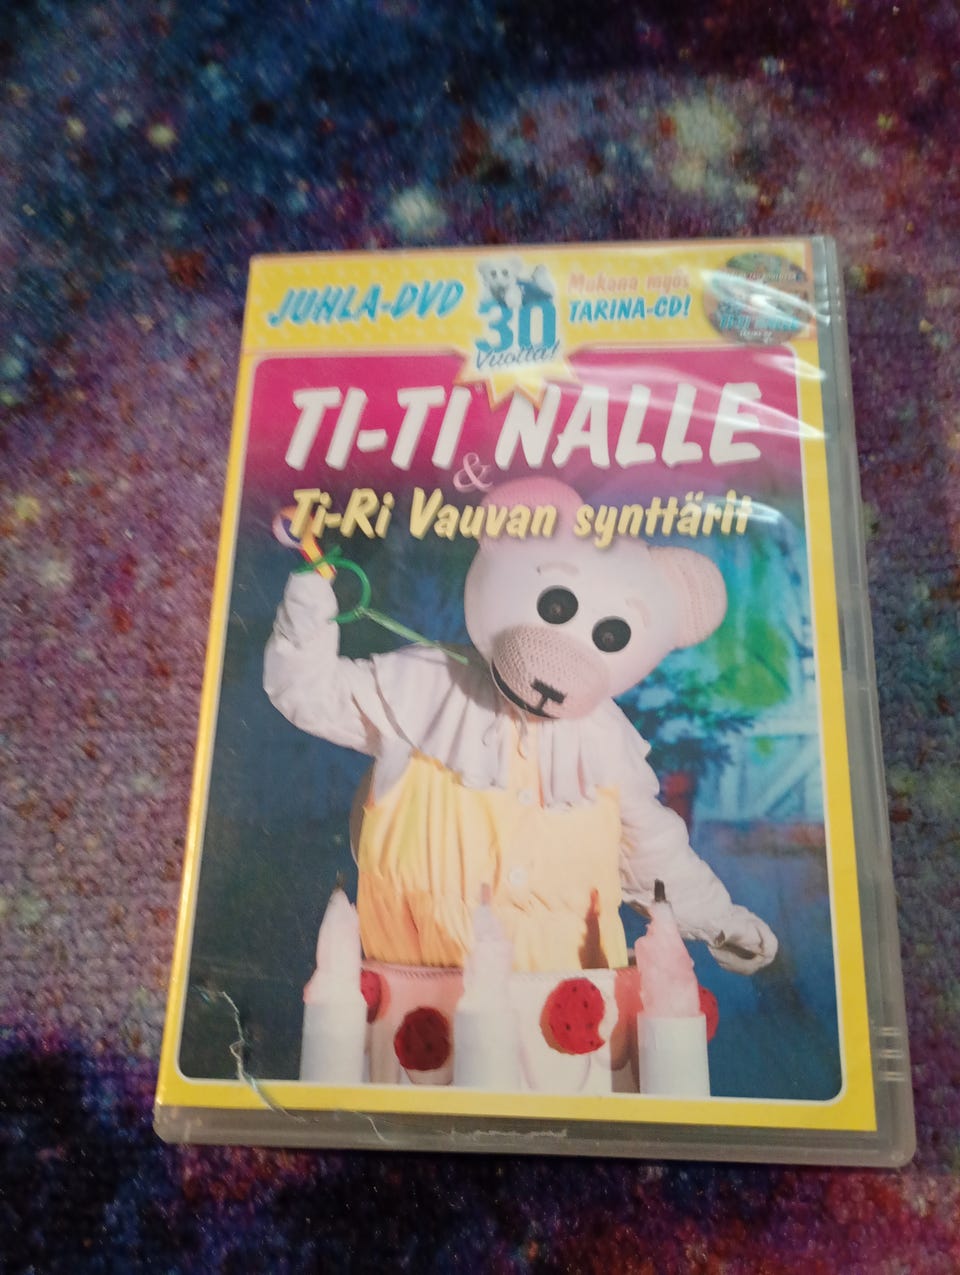 JUHLA-DVD
30
Vuotta!
Mukana myös
TARINA-CD!
TI-TI NALLE
&
Ti-Ri Vauvan synttärit